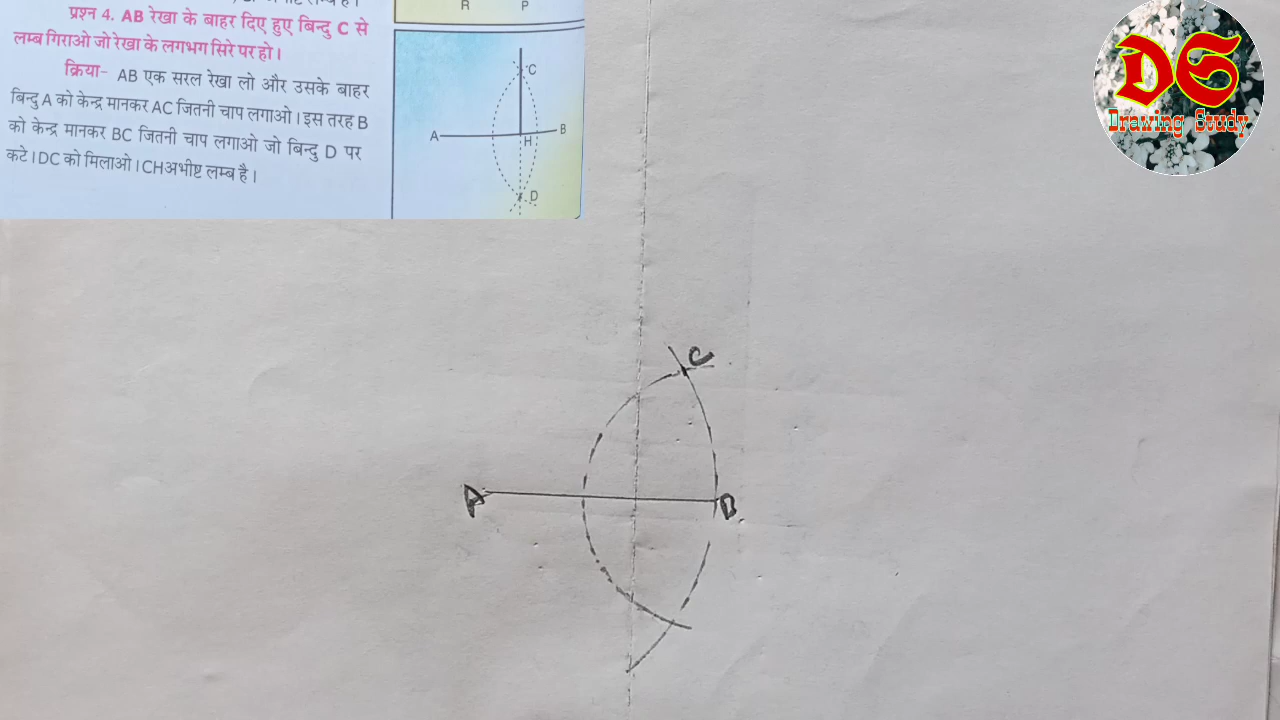 प्रश्न 4. AB रेखा के बाहर दिए हुए बिन्दु C से
लम्ब गिराओ जो रेखा के लगभग सिरे पर हो।
क्रिया- AB एक सरल रेखा लो और उसके बाहर
बिन्दु A को केन्द्र मानकर AC जितनी चाप लगाओ। इस तरह B
को केन्द्र मानकर BC जितनी चाप लगाओ जो बिन्दु D पर
कटे। DC को मिलाओ। CH अभीष्ट लम्ब है।
R P
C
A B
H
D
DS
Drawing Study
C
A B